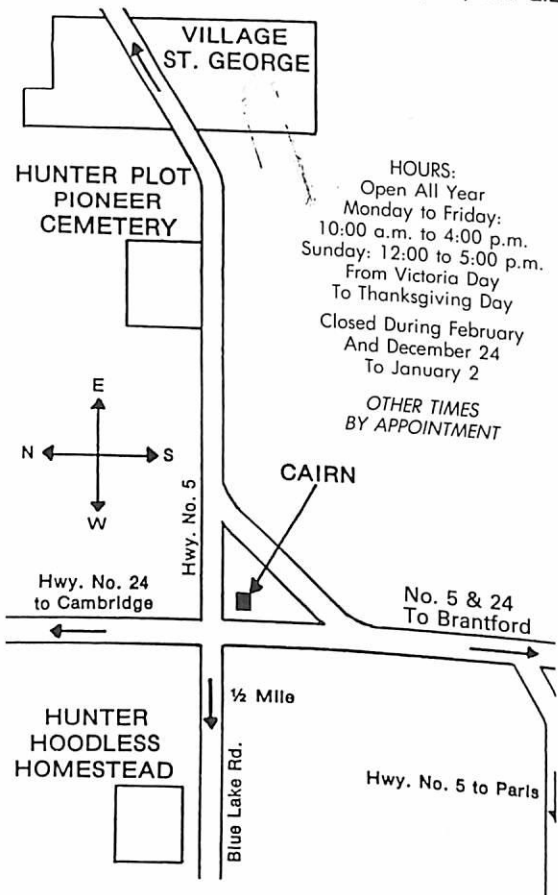 VILLAGE
ST. GEORGE
HUNTER PLOT
PIONEER
CEMETERY
HOURS:
Open All Year
Monday to Friday:
10:00 a.m. to 4:00 p.m.
Sunday: 12:00 to 5:00 p.m.
From Victoria Day
To Thanksgiving Day
Closed During February
And December 24
To January 2
OTHER TIMES
BY APPOINTMENT
E
N S
W
Hwy. No. 5
CAIRN
Hwy. No. 24
to Cambridge
No. 5 & 24
To Brantford
½ Mile
HUNTER
HOODLESS
HOMESTEAD
Blue Lake Rd.
Hwy. No. 5 to Paris